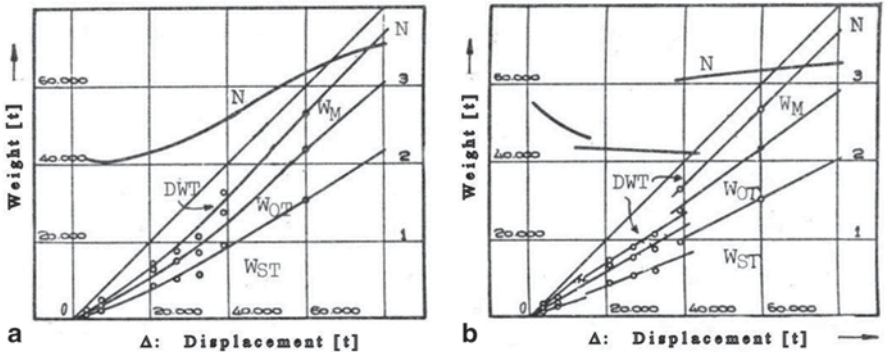 Weight [t]
60.000
40.000
20.000
0
20.000
40.000
60.000
N
3
2
1
N
W_M
DWT
W_OT
W_ST
a
Δ: Displacement [t]
Weight [t]
60.000
40.000
20.000
0
20.000
40.000
60.000
N
3
2
1
N
W_M
DWT
W_OT
W_ST
b
Δ: Displacement [t]